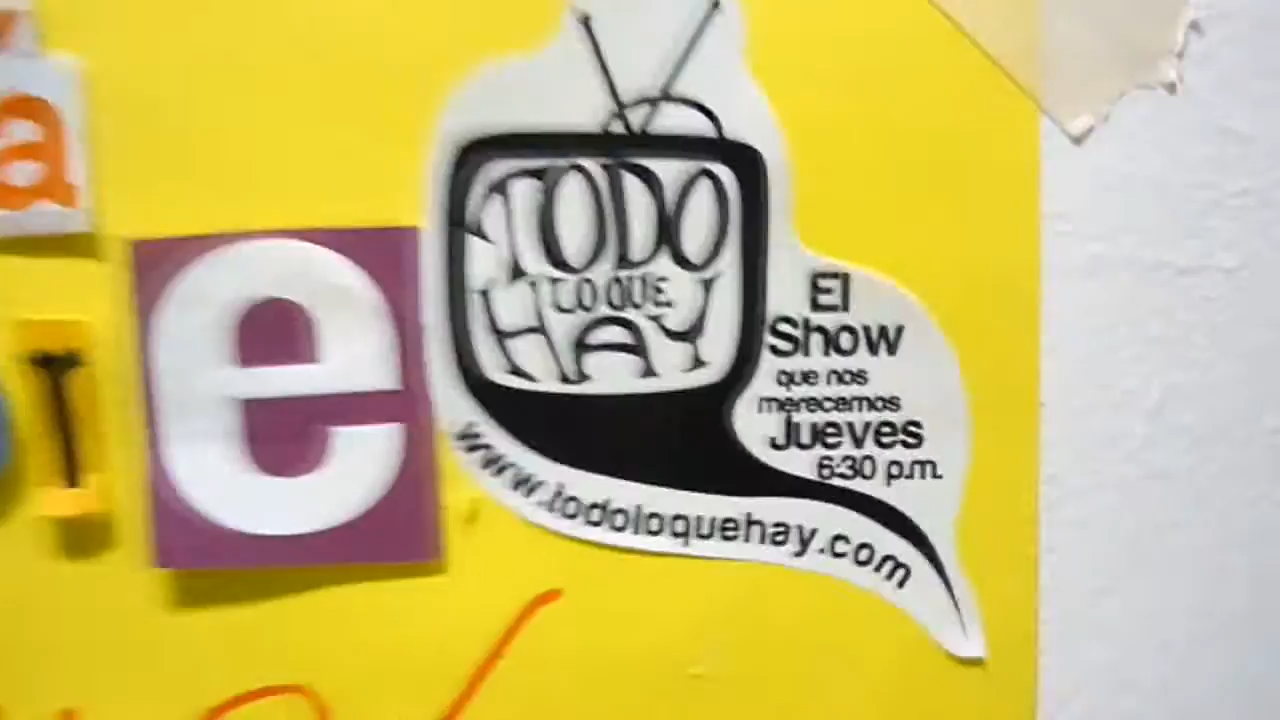 a
r
e
TODO
LO QUE
HAY
El
Show
que nos
merecemos
Jueves
6:30 p.m.
www.todoloquehay.com